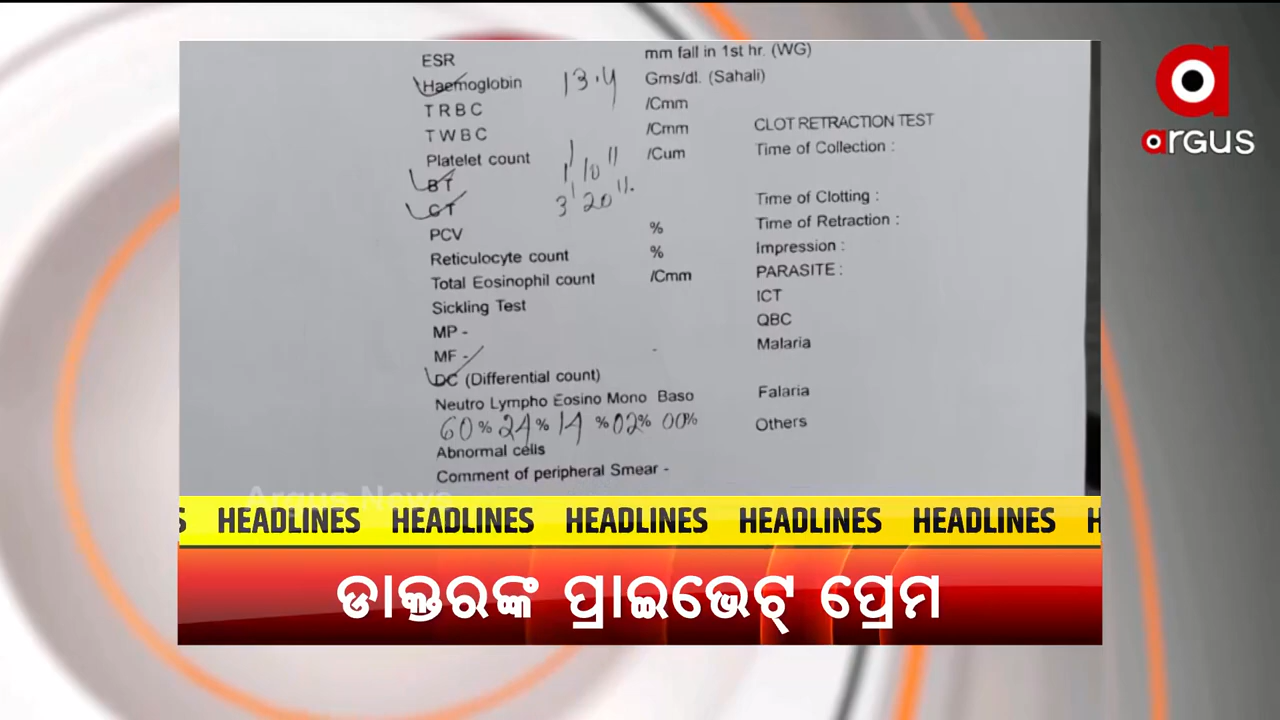 ESR mm fall in 1st hr. (WG)
Haemoglobin 13.4 Gms/dl. (Sahali)
T R B C /Cmm
T W B C /Cmm CLOT RETRACTION TEST
Platelet count /Cum Time of Collection :
BT 1' 10"
CT 3' 20" Time of Clotting :
PCV % Time of Retraction :
Reticulocyte count % Impression :
Total Eosinophil count /Cmm PARASITE :
Sickling Test ICT
MP - QBC
MF - Malaria
DC (Differential count)
Neutro Lympho Eosino Mono Baso Falaria
60 % 24 % 14 % 02 % 00% Others
Abnormal cells
Comment of peripheral Smear -
argus
Argus News
S HEADLINES HEADLINES HEADLINES HEADLINES HEADLINES H
ଡାକ୍ତରଙ୍କ ପ୍ରାଇଭେଟ୍ ପ୍ରେମ